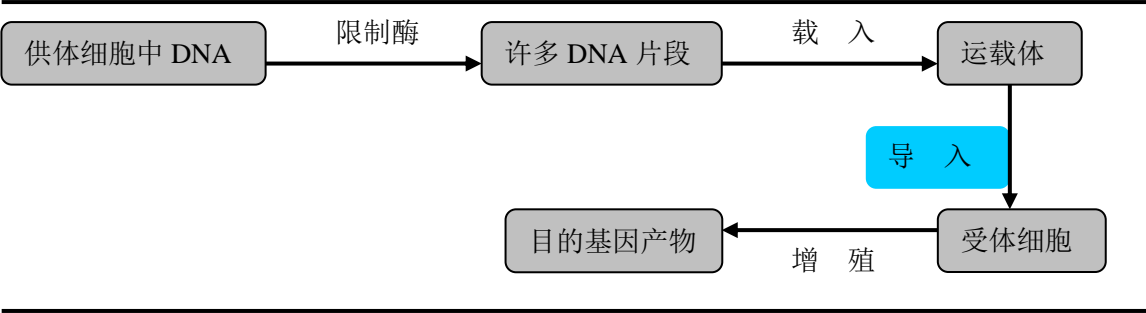 供体细胞中 DNA
限制酶
许多 DNA 片段
载 入
运载体
导 入
受体细胞
增 殖
目的基因产物